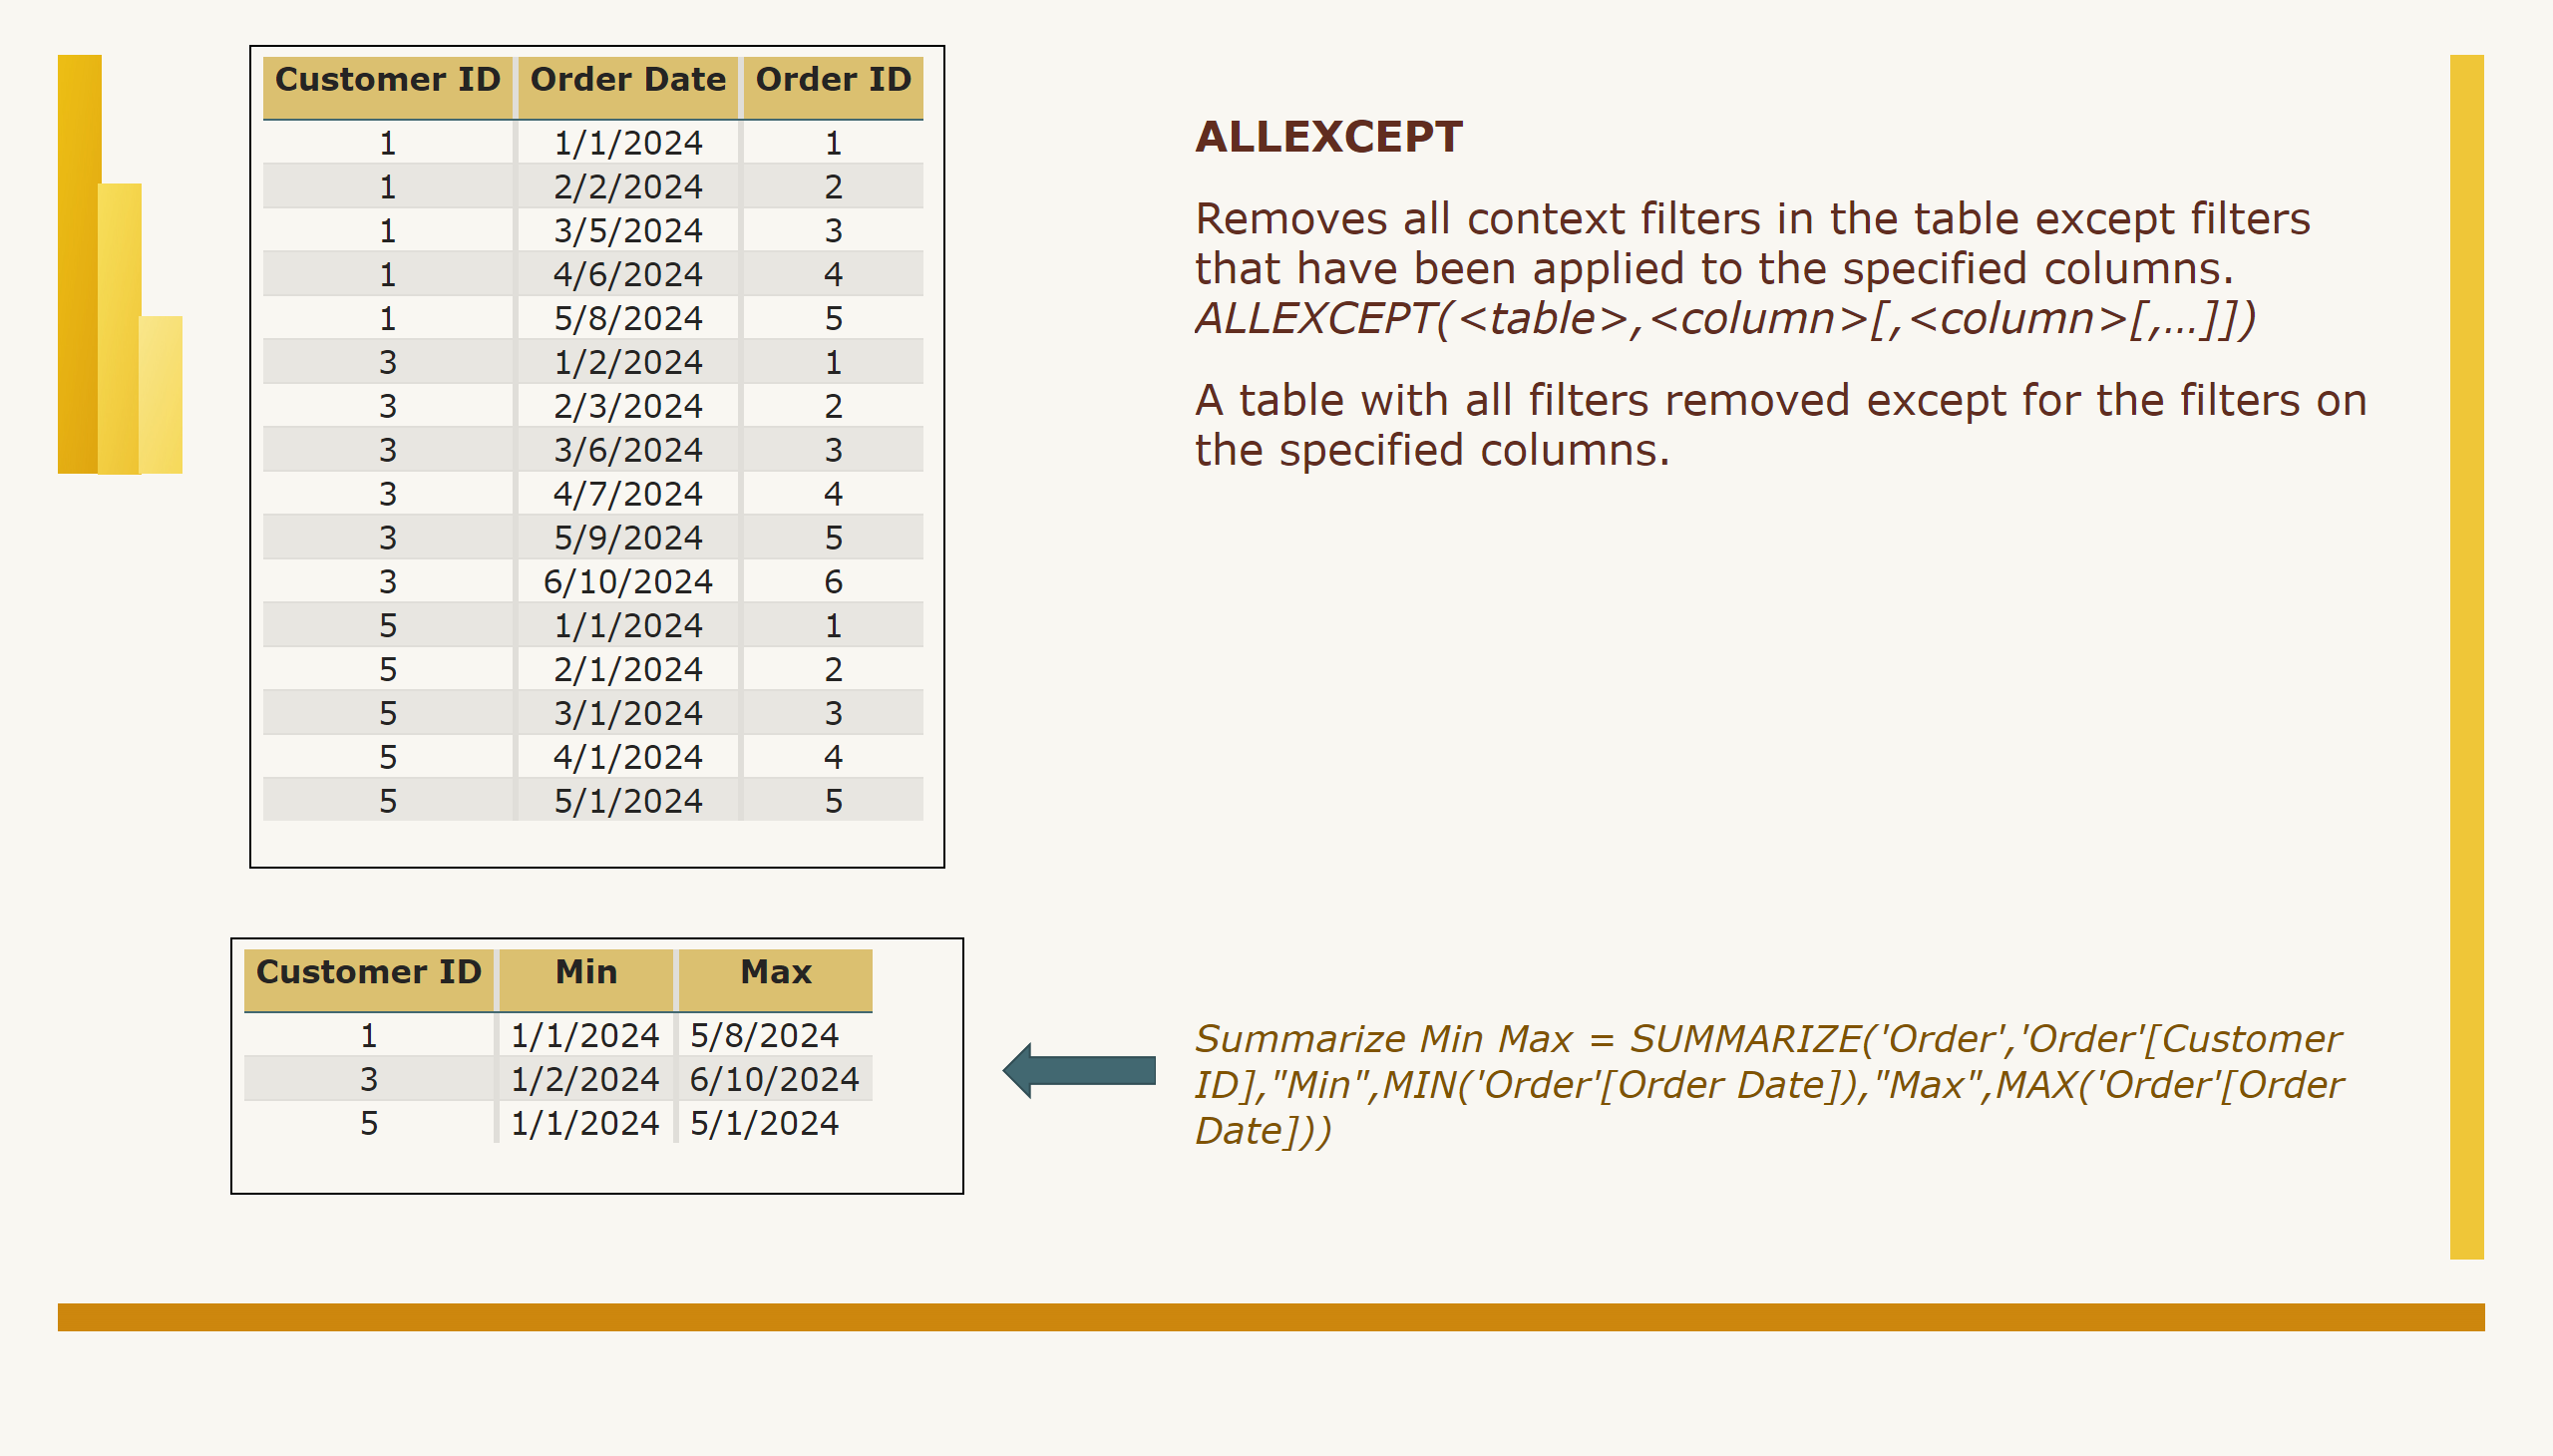 Customer ID Order Date Order ID
1 1/1/2024 1
1 2/2/2024 2
1 3/5/2024 3
1 4/6/2024 4
1 5/8/2024 5
3 1/2/2024 1
3 2/3/2024 2
3 3/6/2024 3
3 4/7/2024 4
3 5/9/2024 5
3 6/10/2024 6
5 1/1/2024 1
5 2/1/2024 2
5 3/1/2024 3
5 4/1/2024 4
5 5/1/2024 5
ALLEXCEPT
Removes all context filters in the table except filters
that have been applied to the specified columns.
ALLEXCEPT(<table>,<column>[,<column>[,…]])
A table with all filters removed except for the filters on
the specified columns.
Customer ID Min Max
1 1/1/2024 5/8/2024
3 1/2/2024 6/10/2024
5 1/1/2024 5/1/2024
Summarize Min Max = SUMMARIZE('Order','Order'[Customer
ID],"Min",MIN('Order'[Order Date]),"Max",MAX('Order'[Order
Date]))